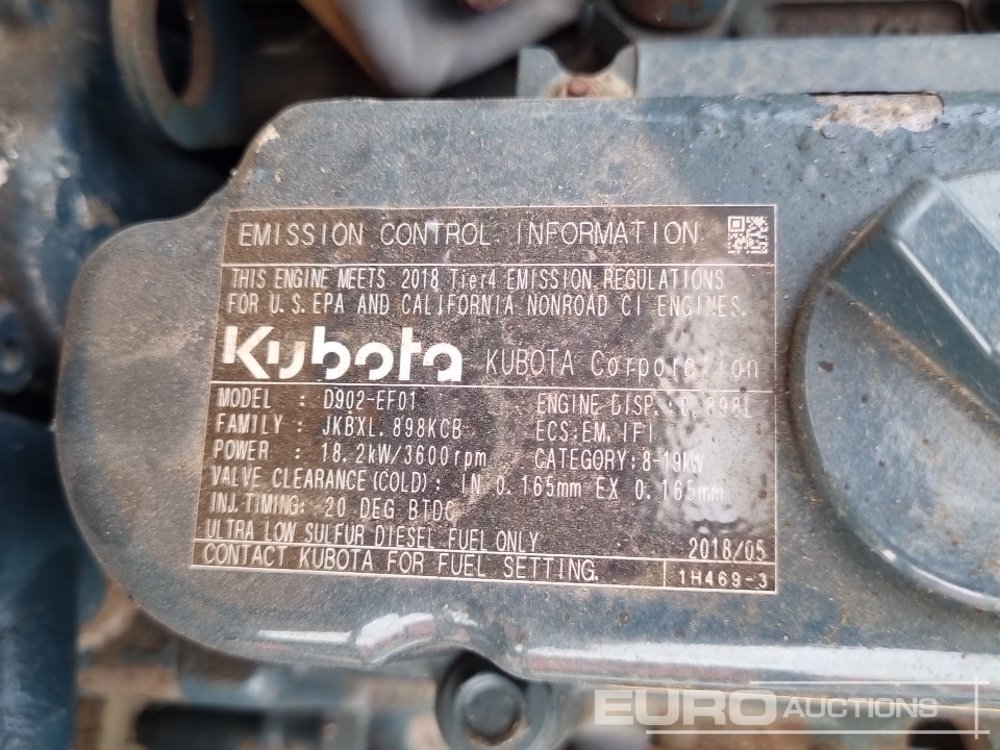 EMISSION CONTROL INFORMATION
THIS ENGINE MEETS 2018 Tier4 EMISSION REGULATIONS
FOR U.S.EPA AND CALIFORNIA NONROAD CI ENGINES.
Kubota KUBOTA Corporation
MODEL : D902-EF01 ENGINE DISP.:0.898L
FAMILY : JKBXL.898KCB ECS:EM,IFI
POWER : 18.2kW/3600rpm CATEGORY:8-19kW
VALVE CLEARANCE(COLD): IN 0.165mm EX 0.165mm
INJ.TIMING: 20 DEG BTDC
ULTRA LOW SULFUR DIESEL FUEL ONLY 2018/05
CONTACT KUBOTA FOR FUEL SETTING. 1H469-3
EURO AUCTIONS